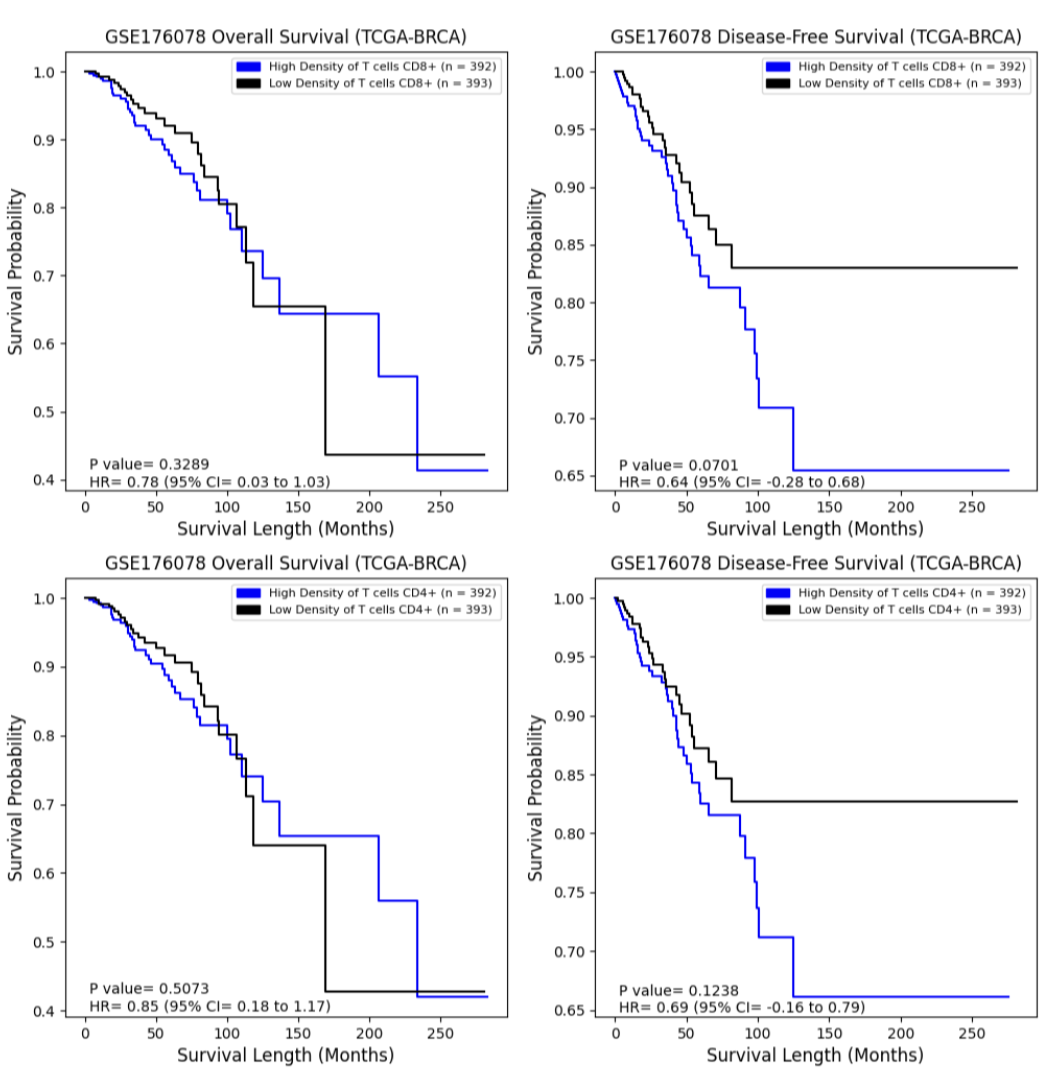 GSE176078 Overall Survival (TCGA-BRCA)
High Density of T cells CD8+ (n = 392)
Low Density of T cells CD8+ (n = 393)
1.0
0.9
0.8
0.7
0.6
0.5
0.4
Survival Probability
P value= 0.3289
HR= 0.78 (95% CI= 0.03 to 1.03)
0 50 100 150 200 250
Survival Length (Months)
GSE176078 Disease-Free Survival (TCGA-BRCA)
High Density of T cells CD8+ (n = 392)
Low Density of T cells CD8+ (n = 393)
1.00
0.95
0.90
0.85
0.80
0.75
0.70
0.65
Survival Probability
P value= 0.0701
HR= 0.64 (95% CI= -0.28 to 0.68)
0 50 100 150 200 250
Survival Length (Months)
GSE176078 Overall Survival (TCGA-BRCA)
High Density of T cells CD4+ (n = 392)
Low Density of T cells CD4+ (n = 393)
1.0
0.9
0.8
0.7
0.6
0.5
0.4
Survival Probability
P value= 0.5073
HR= 0.85 (95% CI= 0.18 to 1.17)
0 50 100 150 200 250
Survival Length (Months)
GSE176078 Disease-Free Survival (TCGA-BRCA)
High Density of T cells CD4+ (n = 392)
Low Density of T cells CD4+ (n = 393)
1.00
0.95
0.90
0.85
0.80
0.75
0.70
0.65
Survival Probability
P value= 0.1238
HR= 0.69 (95% CI= -0.16 to 0.79)
0 50 100 150 200 250
Survival Length (Months)